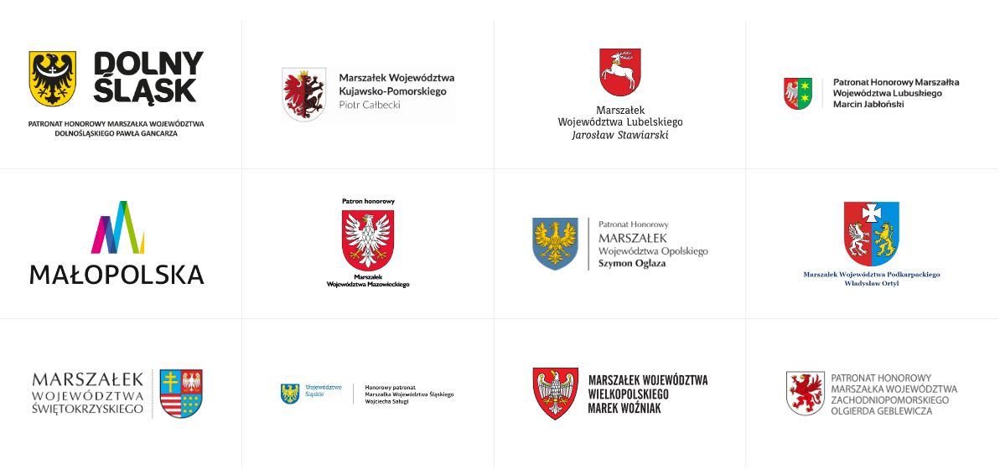 DOLNY
ŚLĄSK
PATRONAT HONOROWY MARSZAŁKA WOJEWÓDZTWA
DOLNOŚLĄSKIEGO PAWŁA GANCARZA
Marszałek Województwa
Kujawsko-Pomorskiego
Piotr Całbecki
Marszałek
Województwa Lubelskiego
Jarosław Stawiarski
Patronat Honorowy Marszałka
Województwa Lubuskiego
Marcin Jabłoński
MAŁOPOLSKA
Patron honorowy
Marszałek
Województwa Mazowieckiego
Patronat Honorowy
MARSZAŁEK
Województwa Opolskiego
Szymon Ogłaza
Marszałek Województwa Podkarpackiego
Władysław Ortyl
MARSZAŁEK
WOJEWÓDZTWA
ŚWIĘTOKRZYSKIEGO
Województwo
Śląskie
Honorowy patronat
Marszałka Województwa Śląskiego
Wojciecha Saługi
MARSZAŁEK WOJEWÓDZTWA
WIELKOPOLSKIEGO
MAREK WOŹNIAK
PATRONAT HONOROWY
MARSZAŁKA WOJEWÓDZTWA
ZACHODNIOPOMORSKIEGO
OLGIERDA GEBLEWICZA